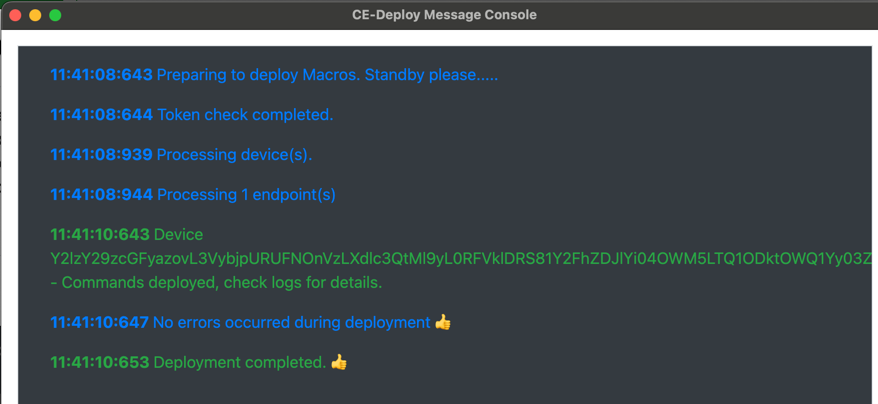 CE-Deploy Message Console
11:41:08:643 Preparing to deploy Macros. Standby please.....
11:41:08:644 Token check completed.
11:41:08:939 Processing device(s).
11:41:08:944 Processing 1 endpoint(s)
11:41:10:643 Device
Y2lzY29zcGFyazovL3VybjpURUFNOnVzLXdlc3QtMl9yL0RFVklDRS81Y2FhZDJlYi04OWM5LTQ1ODktOWQ1Yy03Z
- Commands deployed, check logs for details.
11:41:10:647 No errors occurred during deployment 👍
11:41:10:653 Deployment completed. 👍